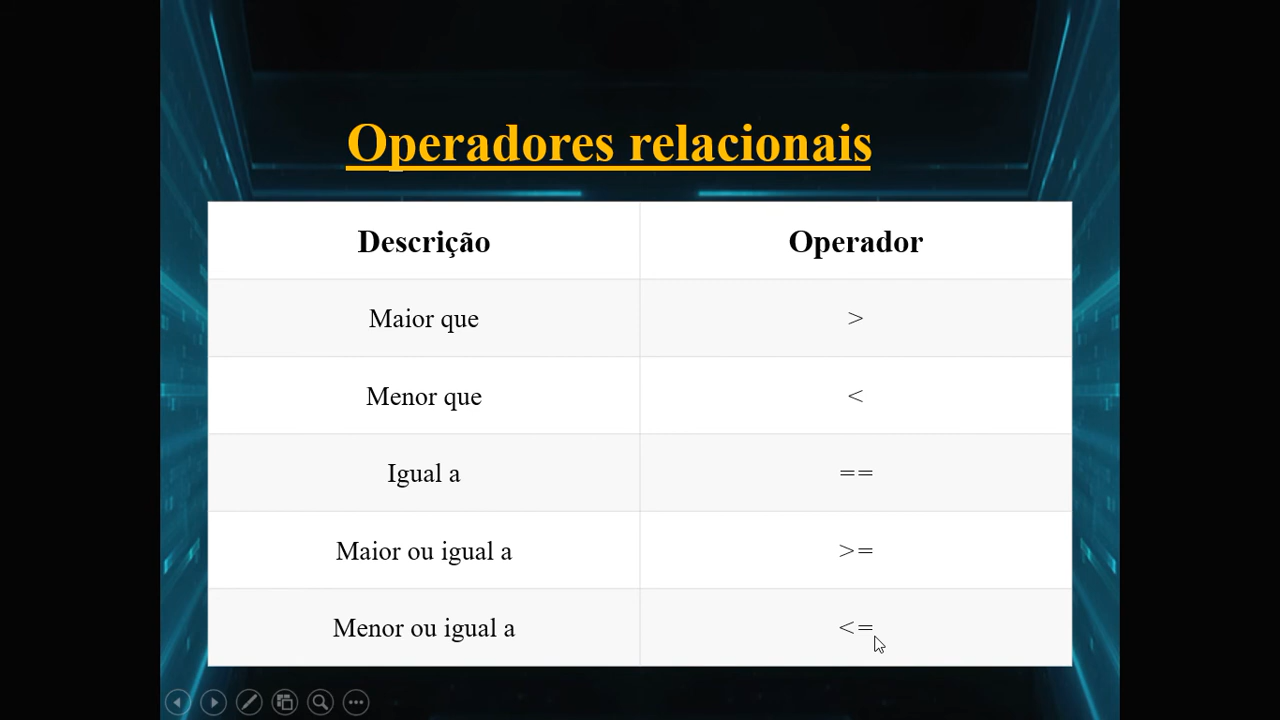 Operadores relacionais
Descrição Operador
Maior que >
Menor que <
Igual a ==
Maior ou igual a >=
Menor ou igual a <=